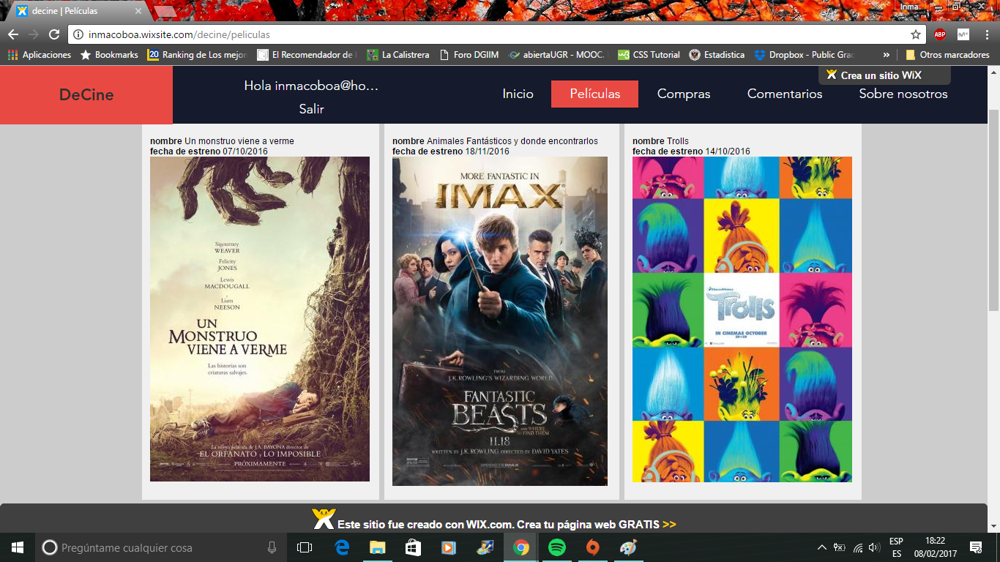 decine | Películas
Inma
inmacoboa.wixsite.com/decine/peliculas
ABP
Aplicaciones
Bookmarks
20 Ranking de Los mejor
El Recomendador de
La Calistrera
Foro DGIIM
abiertaUGR - MOOC.
CSS Tutorial
Estadistica
Dropbox - Public Gra
»
Otros marcadores
DeCine
Hola inmacoboa@ho...
Salir
Inicio
Películas
Compras
Comentarios
Sobre nosotros
Crea un sitio WiX
nombre Un monstruo viene a verme
fecha de estreno 07/10/2016
Sigourney
WEAVER
Felicity
JONES
Lewis
MACDOUGALL
y
Liam
NEESON
UN
MONSTRUO
VIENE A VERME
Las historias son
criaturas salvajes.
La nueva película de J.A. BAYONA director de
EL ORFANATO y LO IMPOSIBLE
PRÓXIMAMENTE
nombre Animales Fantásticos y donde encontrarlos
fecha de estreno 18/11/2016
MORE FANTASTIC IN
IMAX
FROM
J.K. ROWLING'S WIZARDING WORLD
FANTASTIC
BEASTS
AND WHERE
TO FIND THEM
11.18
WRITTEN BY J.K. ROWLING DIRECTED BY DAVID YATES
nombre Trolls
fecha de estreno 14/10/2016
DREAMWORKS
Trolls
IN CINEMAS OCTOBER
Este sitio fue creado con WIX.com. Crea tu página web GRATIS >>
Pregúntame cualquier cosa
ESP
ES
18:22
08/02/2017